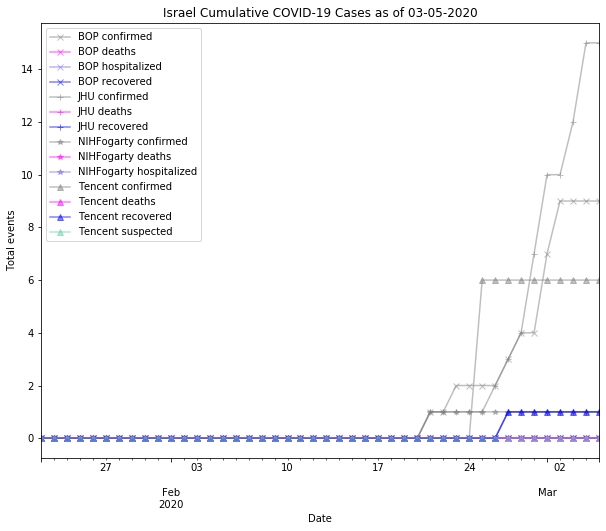 Israel Cumulative COVID-19 Cases as of 03-05-2020
BOP confirmed
BOP deaths
BOP hospitalized
BOP recovered
JHU confirmed
JHU deaths
JHU recovered
NIHFogarty confirmed
NIHFogarty deaths
NIHFogarty hospitalized
Tencent confirmed
Tencent deaths
Tencent recovered
Tencent suspected
Total events
14
12
10
8
6
4
2
0
27 03 10 17 24 02
Feb Mar
2020
Date